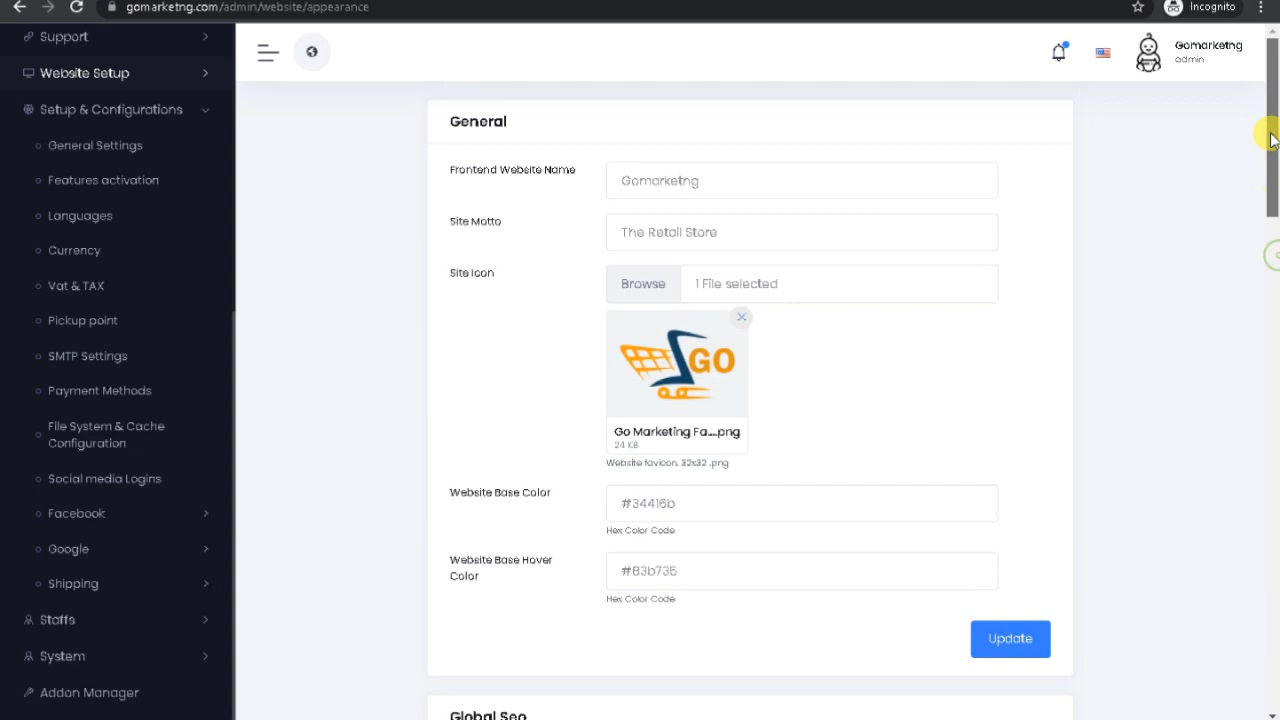 gomarketng.com/admin/website/appearance
Incognito
Support
Website Setup
Setup & Configurations
General Settings
Features activation
Languages
Currency
Vat & TAX
Pickup point
SMTP Settings
Payment Methods
File System & Cache
Configuration
Social media Logins
Facebook
Google
Shipping
Staffs
System
Addon Manager
Gomarketng
admin
General
Frontend Website Name
Gomarketng
Site Motto
The Retail Store
Site Icon
Browse
1 File selected
GO
Go Marketing Fa....png
24 KB
Website favicon. 32x32 .png
Website Base Color
#34416b
Hex Color Code
Website Base Hover
Color
#83b735
Hex Color Code
Update
Global Seo